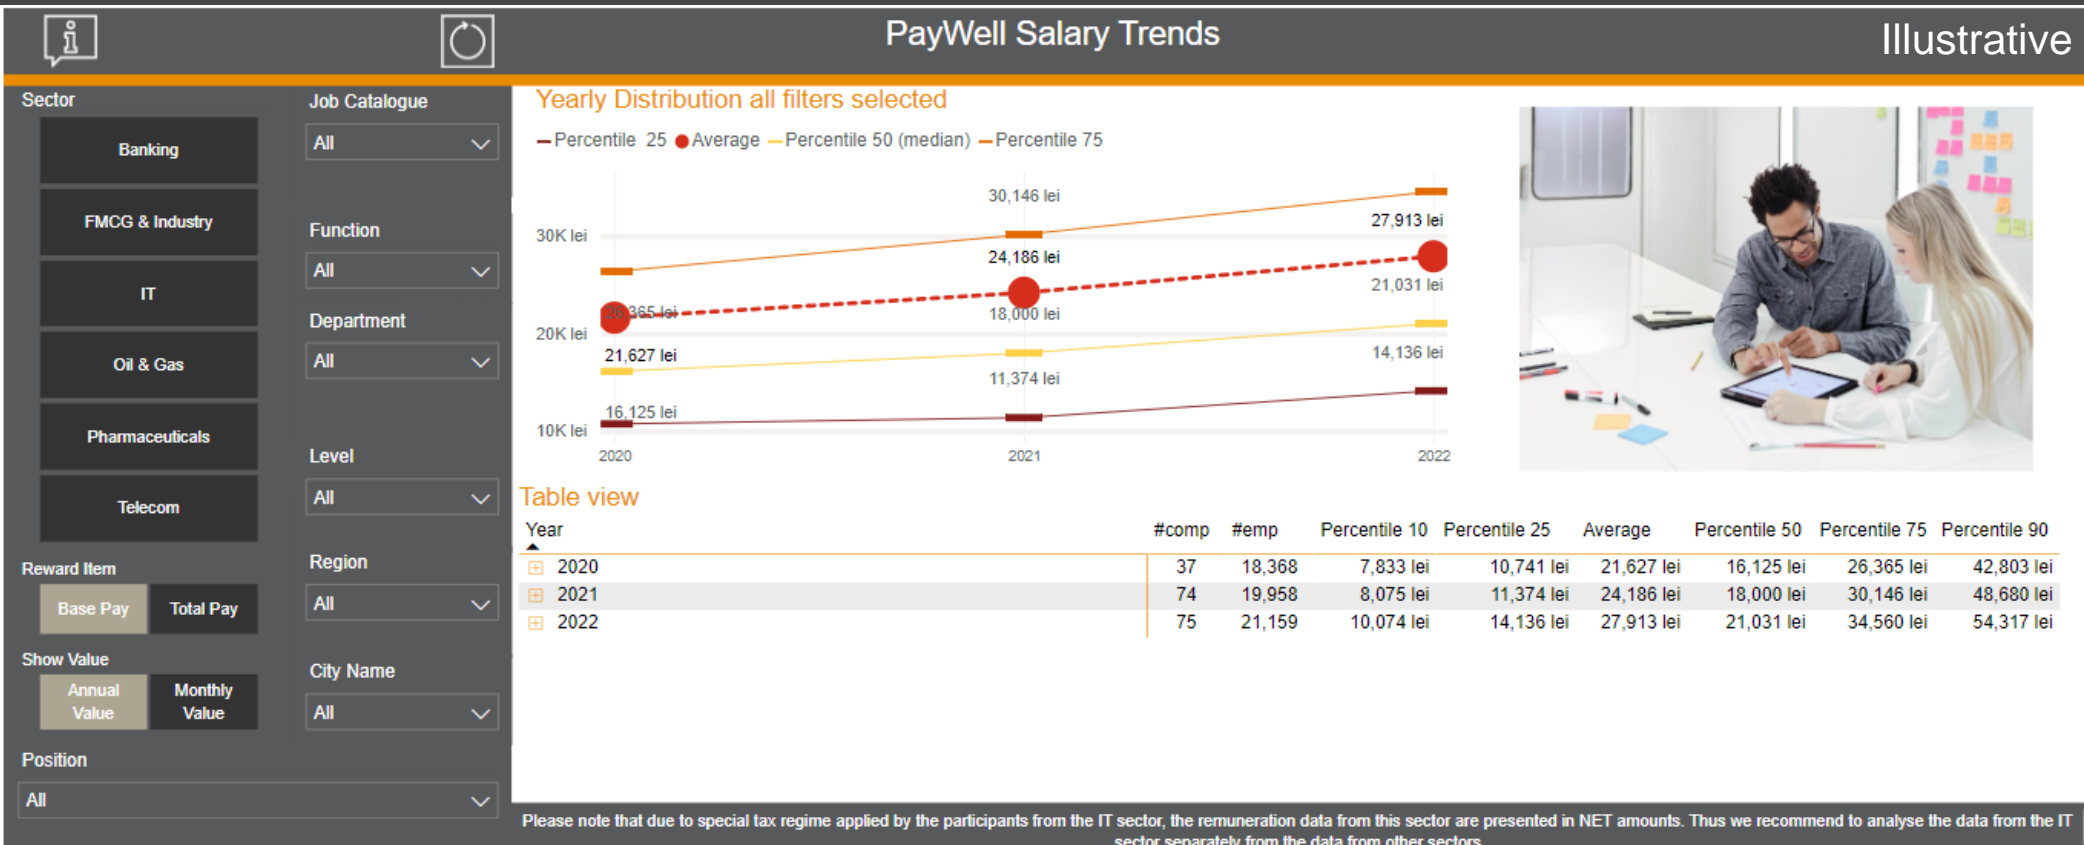 PayWell Salary Trends
Illustrative
Sector
Banking
FMCG & Industry
IT
Oil & Gas
Pharmaceuticals
Telecom
Reward Item
Base Pay Total Pay
Show Value
Annual Value Monthly Value
Position
All
Job Catalogue
All
Function
All
Department
All
Level
All
Region
All
City Name
All
Yearly Distribution all filters selected
Percentile 25 Average Percentile 50 (median) Percentile 75
30,146 lei
27,913 lei
30K lei
24,186 lei
21,031 lei
26,365 lei
18,000 lei
20K lei
21,627 lei
14,136 lei
11,374 lei
16,125 lei
10K lei
2020 2021 2022
Table view
Year #comp #emp Percentile 10 Percentile 25 Average Percentile 50 Percentile 75 Percentile 90
2020 37 18,368 7,833 lei 10,741 lei 21,627 lei 16,125 lei 26,365 lei 42,803 lei
2021 74 19,958 8,075 lei 11,374 lei 24,186 lei 18,000 lei 30,146 lei 48,680 lei
2022 75 21,159 10,074 lei 14,136 lei 27,913 lei 21,031 lei 34,560 lei 54,317 lei
Please note that due to special tax regime applied by the participants from the IT sector, the remuneration data from this sector are presented in NET amounts. Thus we recommend to analyse the data from the IT
sector separately from the data from other sectors